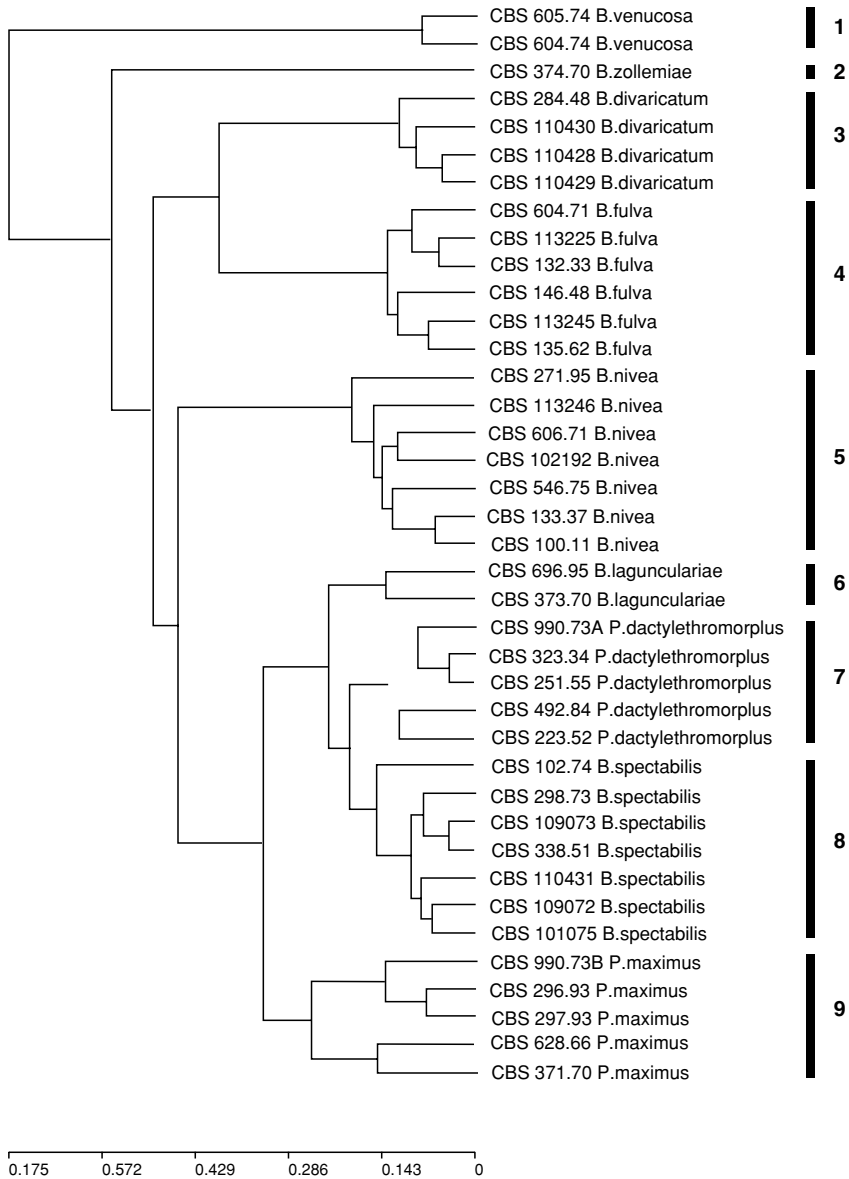 CBS 605.74 B.venucosa
1
CBS 604.74 B.venucosa
CBS 374.70 B.zollemiae
2
CBS 284.48 B.divaricatum
CBS 110430 B.divaricatum
3
CBS 110428 B.divaricatum
CBS 110429 B.divaricatum
CBS 604.71 B.fulva
CBS 113225 B.fulva
CBS 132.33 B.fulva
4
CBS 146.48 B.fulva
CBS 113245 B.fulva
CBS 135.62 B.fulva
CBS 271.95 B.nivea
CBS 113246 B.nivea
CBS 606.71 B.nivea
CBS 102192 B.nivea
5
CBS 546.75 B.nivea
CBS 133.37 B.nivea
CBS 100.11 B.nivea
CBS 696.95 B.laguncula​riae
6
CBS 373.70 B.laguncula​riae
CBS 990.73A P.dactylethromorplus
CBS 323.34 P.dactylethromorplus
7
CBS 251.55 P.dactylethromorplus
CBS 492.84 P.dactylethromorplus
CBS 223.52 P.dactylethromorplus
CBS 102.74 B.spectabilis
CBS 298.73 B.spectabilis
CBS 109073 B.spectabilis
8
CBS 338.51 B.spectabilis
CBS 110431 B.spectabilis
CBS 109072 B.spectabilis
CBS 101075 B.spectabilis
CBS 990.73B P.maximus
CBS 296.93 P.maximus
9
CBS 297.93 P.maximus
CBS 628.66 P.maximus
CBS 371.70 P.maximus
0.175 0.572 0.429 0.286 0.143 0